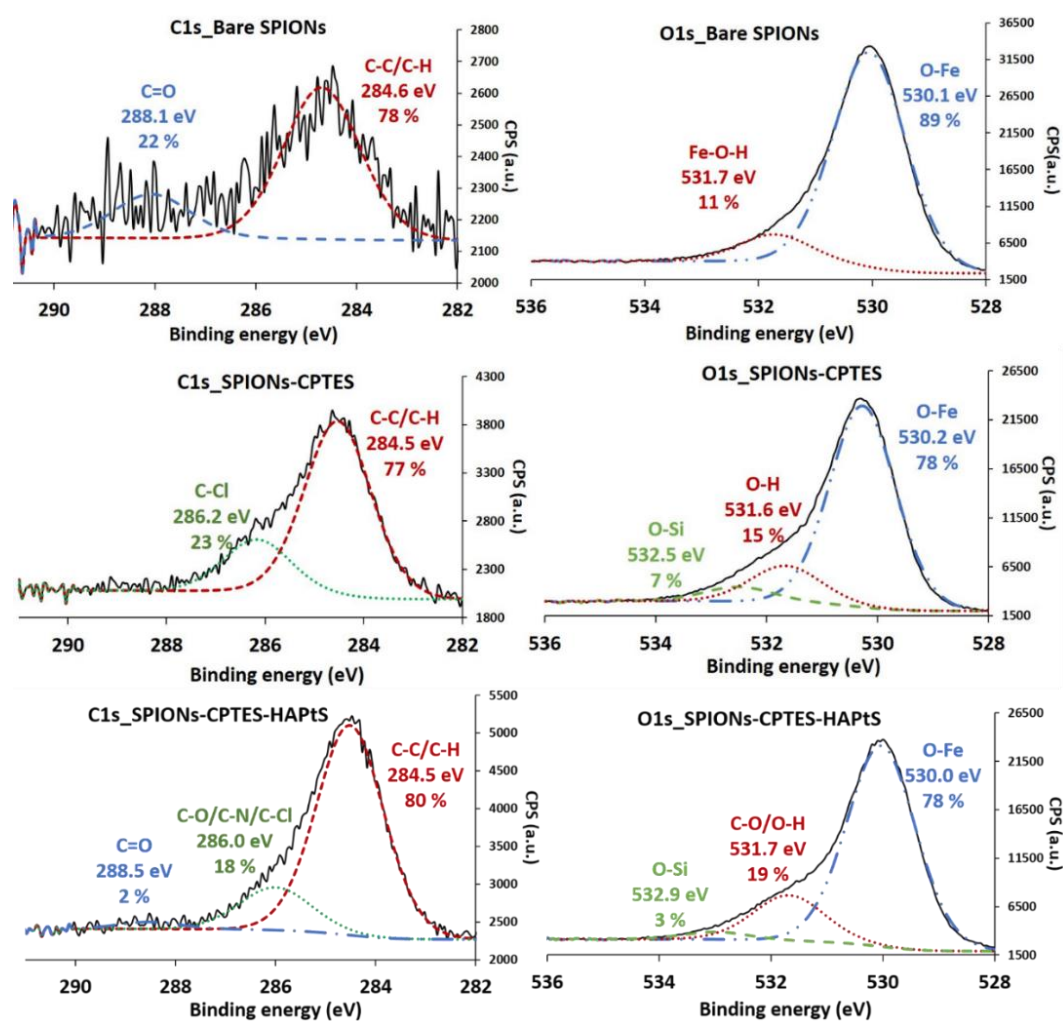 C1s_Bare SPIONs
C=O
288.1 eV
22 %
C-C/C-H
284.6 eV
78 %
2800
2700
2600
2500
2400
2300
2200
2100
2000
CPS (a.u.)
290
288
286
284
282
Binding energy (eV)
O1s_Bare SPIONs
O-Fe
530.1 eV
89 %
Fe-O-H
531.7 eV
11 %
36500
31500
26500
21500
16500
11500
6500
1500
CPS(a.u.)
536
534
532
530
528
Binding energy (eV)
C1s_SPIONs-CPTES
C-C/C-H
284.5 eV
77 %
C-Cl
286.2 eV
23 %
4300
3800
3300
2800
2300
1800
CPS (a.u.)
290
288
286
284
282
Binding energy (eV)
O1s_SPIONs-CPTES
O-Fe
530.2 eV
78 %
O-H
531.6 eV
15 %
O-Si
532.5 eV
7 %
26500
21500
16500
11500
6500
1500
CPS (a.u.)
536
534
532
530
528
Binding energy (eV)
C1s_SPIONs-CPTES-HAPtS
C-C/C-H
284.5 eV
80 %
C-O/C-N/C-Cl
286.0 eV
18 %
C=O
288.5 eV
2 %
5500
5000
4500
4000
3500
3000
2500
2000
CPS (a.u.)
290
288
286
284
282
Binding energy (eV)
O1s_SPIONs-CPTES-HAPtS
O-Fe
530.0 eV
78 %
C-O/O-H
531.7 eV
19 %
O-Si
532.9 eV
3 %
26500
21500
16500
11500
6500
1500
CPS (a.u.)
536
534
532
530
528
Binding energy (eV)